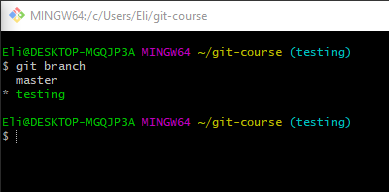 MINGW64:/c/Users/Eli/git-course
Eli@DESKTOP-MGQJP3A MINGW64 ~/git-course (testing)
$ git branch
  master
* testing
Eli@DESKTOP-MGQJP3A MINGW64 ~/git-course (testing)
$